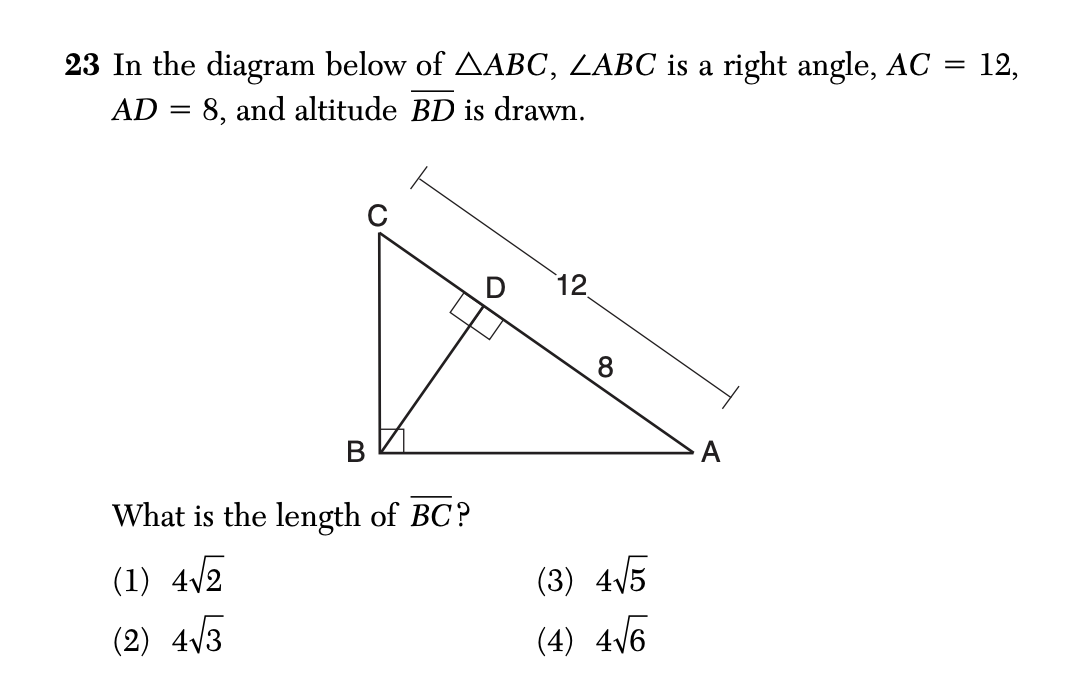 23 In the diagram below of △ABC, ∠ABC is a right angle, AC = 12,
AD = 8, and altitude B̅D̅ is drawn.
C
D
12
8
B
A
What is the length of B̅C̅?
(1) 4√2
(3) 4√5
(2) 4√3
(4) 4√6